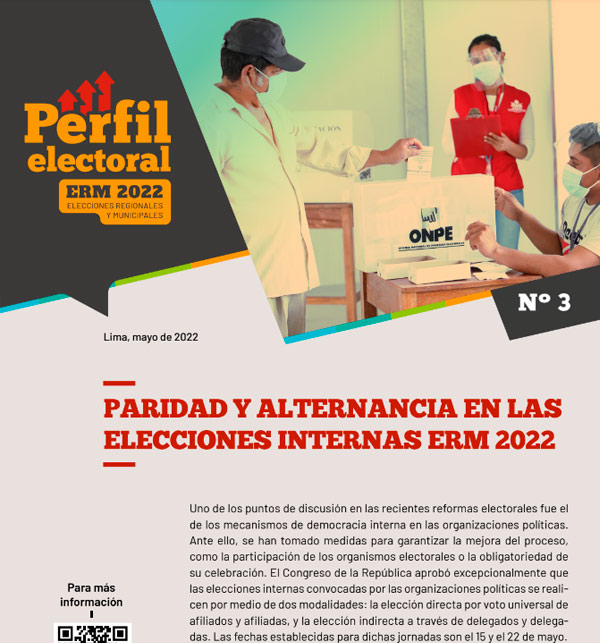 Perfil
electoral
ERM 2022
ELECCIONES REGIONALES
Y MUNICIPALES
ONPE
Nº 3
Lima, mayo de 2022
PARIDAD Y ALTERNANCIA EN LAS
ELECCIONES INTERNAS ERM 2022
Uno de los puntos de discusión en las recientes reformas electorales fue el
de los mecanismos de democracia interna en las organizaciones políticas.
Ante ello, se han tomado medidas para garantizar la mejora del proceso,
como la participación de los organismos electorales o la obligatoriedad de
su celebración. El Congreso de la República aprobó excepcionalmente que
las elecciones internas convocadas por las organizaciones políticas se reali-
cen por medio de dos modalidades: la elección directa por voto universal de
afiliados y afiliadas, y la elección indirecta a través de delegados y delega-
das. Las fechas establecidas para dichas jornadas son el 15 y el 22 de mayo.
Para más
información